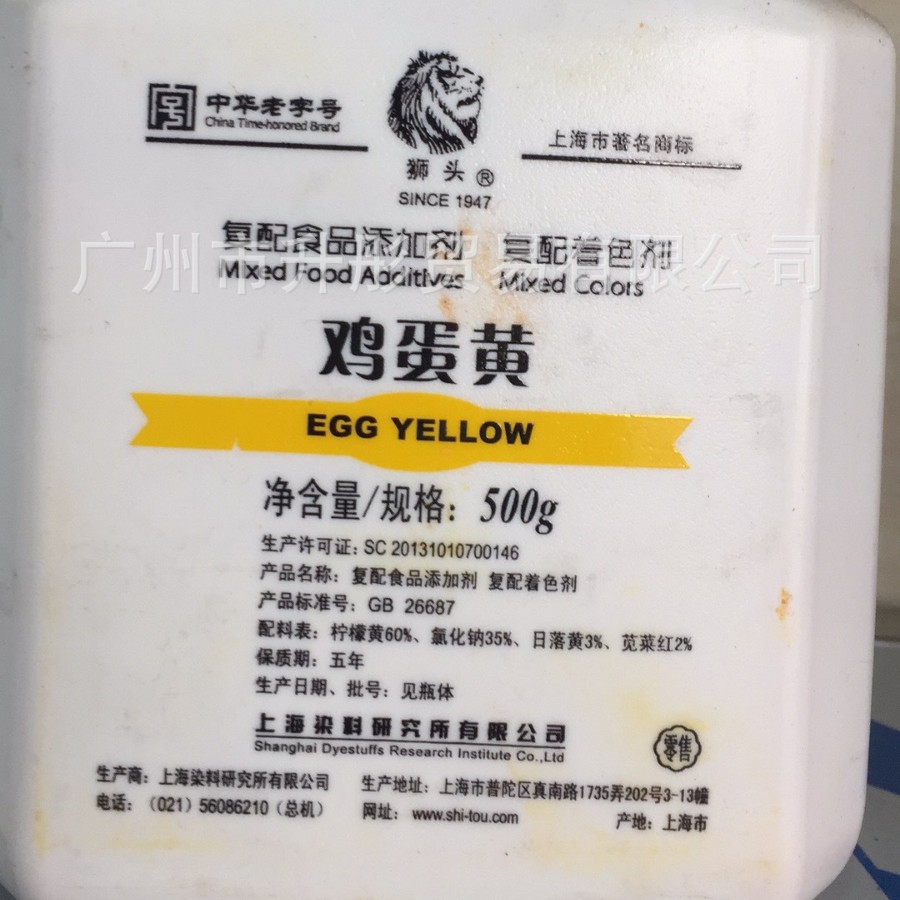 中华老字号
China Time-honored Brand
狮头®
SINCE 1947
上海市著名商标
复配食品添加剂 复配着色剂
Mixed Food Additives Mixed Colors
广州市升彤贸易有限公司
鸡蛋黄
EGG YELLOW
净含量/规格：500g
生产许可证：SC 20131010700146
产品名称：复配食品添加剂 复配着色剂
产品标准号：GB 26687
配料表：柠檬黄60%、氯化钠35%、日落黄3%、苋菜红2%
保质期：五年
生产日期、批号：见瓶体
上海染料研究所有限公司
Shanghai Dyestuffs Research Institute Co.,Ltd
零售
生产商：上海染料研究所有限公司 生产地址：上海市普陀区真南路1735弄202号3-13幢
电话：（021）56086210（总机） 网址：www.shi-tou.com 产地：上海市